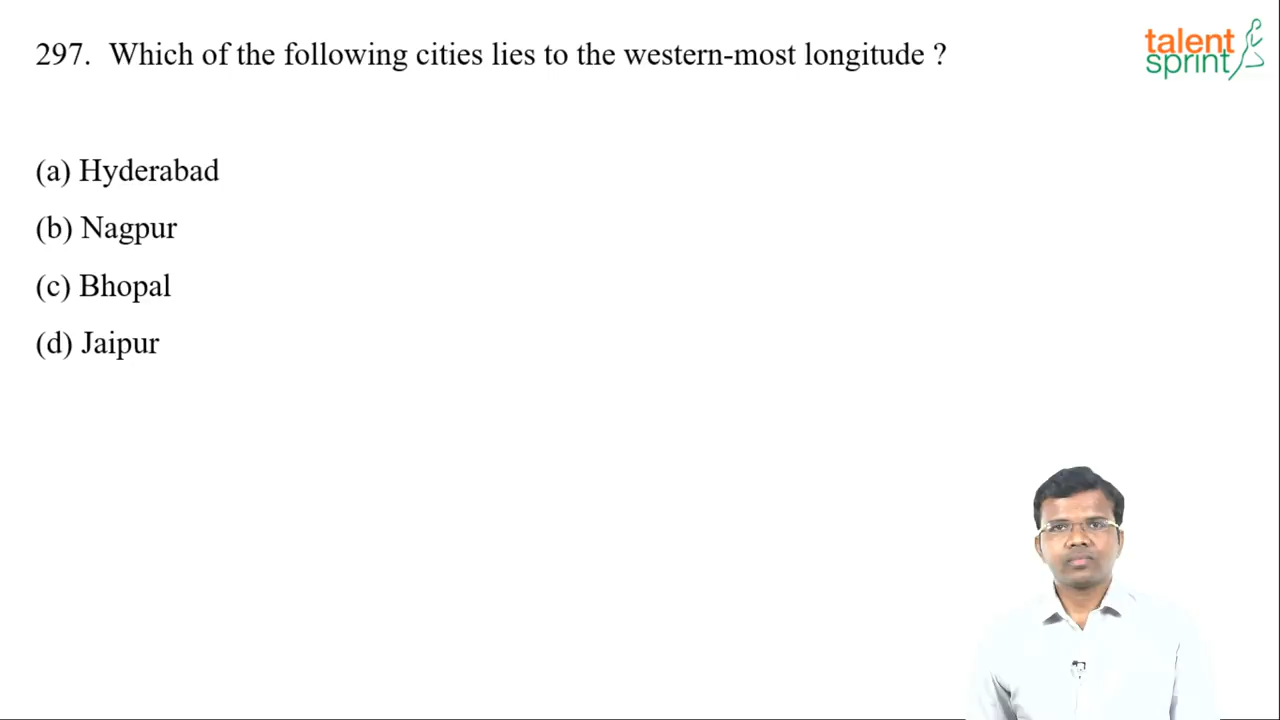 297. Which of the following cities lies to the western-most longitude ?
talent
sprint
(a) Hyderabad
(b) Nagpur
(c) Bhopal
(d) Jaipur